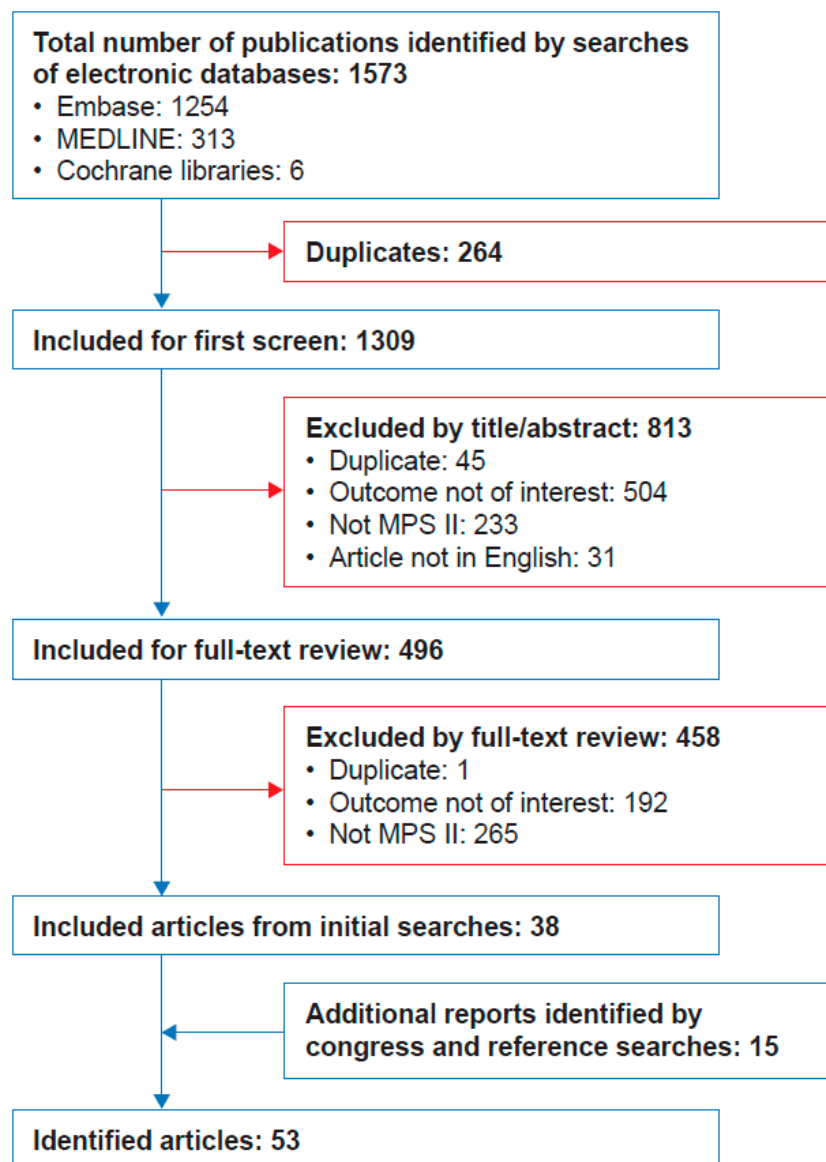 Total number of publications identified by searches
of electronic databases: 1573
• Embase: 1254
• MEDLINE: 313
• Cochrane libraries: 6
Duplicates: 264
Included for first screen: 1309
Excluded by title/abstract: 813
• Duplicate: 45
• Outcome not of interest: 504
• Not MPS II: 233
• Article not in English: 31
Included for full-text review: 496
Excluded by full-text review: 458
• Duplicate: 1
• Outcome not of interest: 192
• Not MPS II: 265
Included articles from initial searches: 38
Additional reports identified by
congress and reference searches: 15
Identified articles: 53